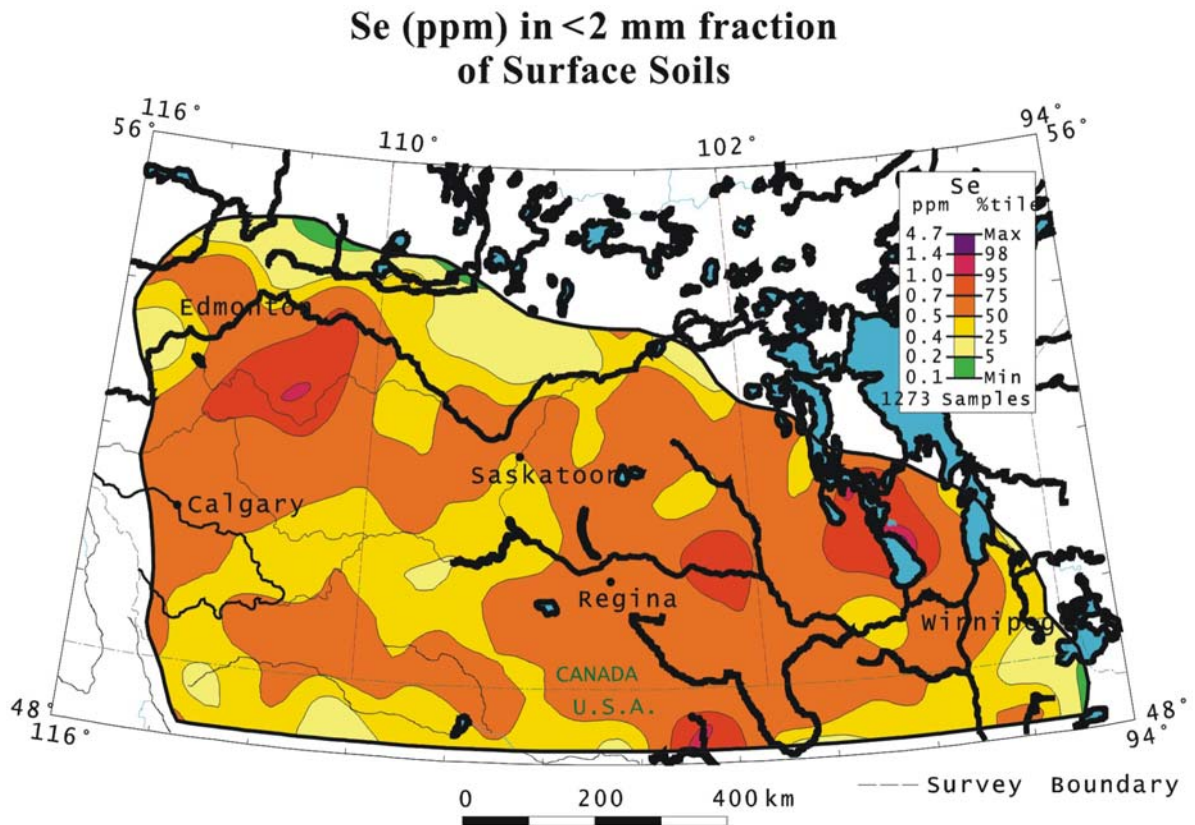 Se (ppm) in <2 mm fraction
of Surface Soils
116°
56°
110°
102°
94°
56°
Se
ppm %tile
4.7 Max
1.4 98
1.0 95
0.7 75
0.5 50
0.4 25
0.2 5
0.1 Min
1273 Samples
Edmonton
Saskatoon
Calgary
Regina
Winnipeg
CANADA
U.S.A.
48°
116°
48°
94°
0 200 400 km
Survey Boundary